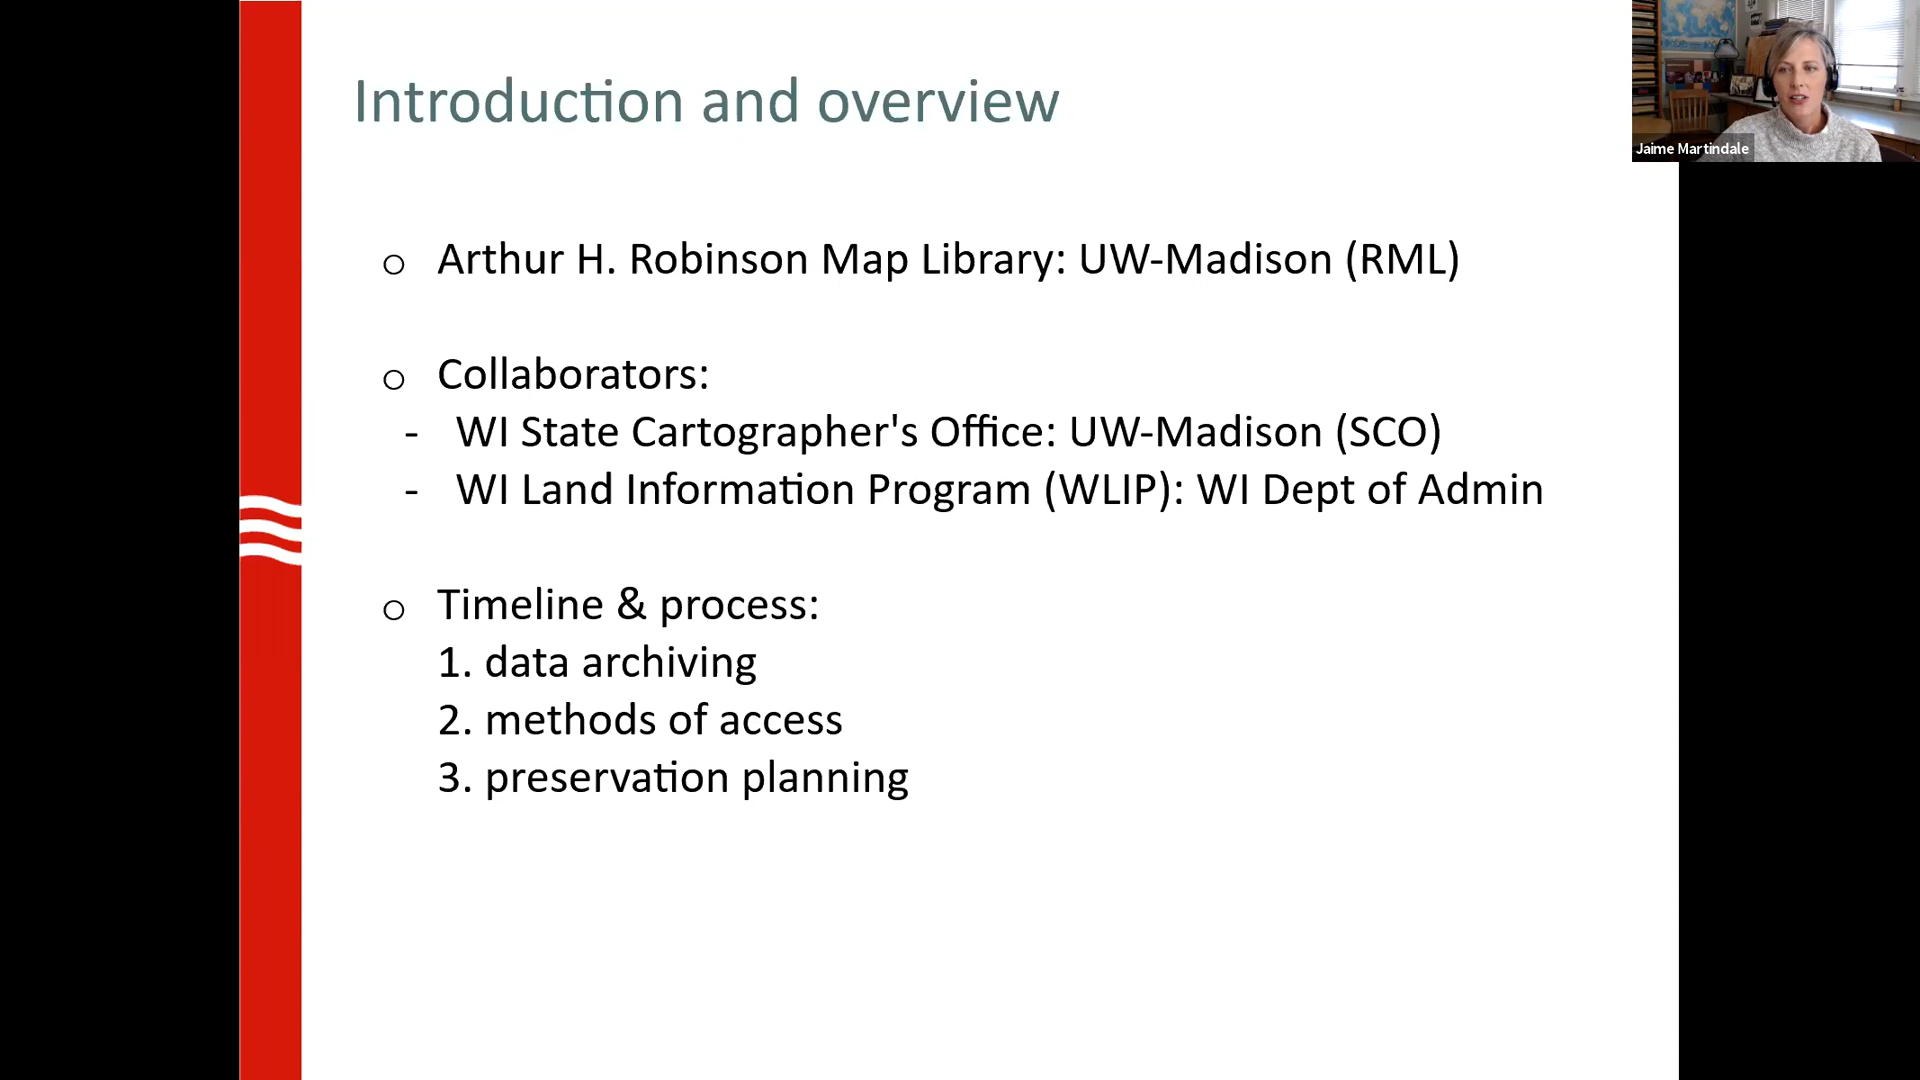 Introduction and overview
Jaime Martindale
o Arthur H. Robinson Map Library: UW-Madison (RML)
o Collaborators:
- WI State Cartographer's Office: UW-Madison (SCO)
- WI Land Information Program (WLIP): WI Dept of Admin
o Timeline & process:
1. data archiving
2. methods of access
3. preservation planning